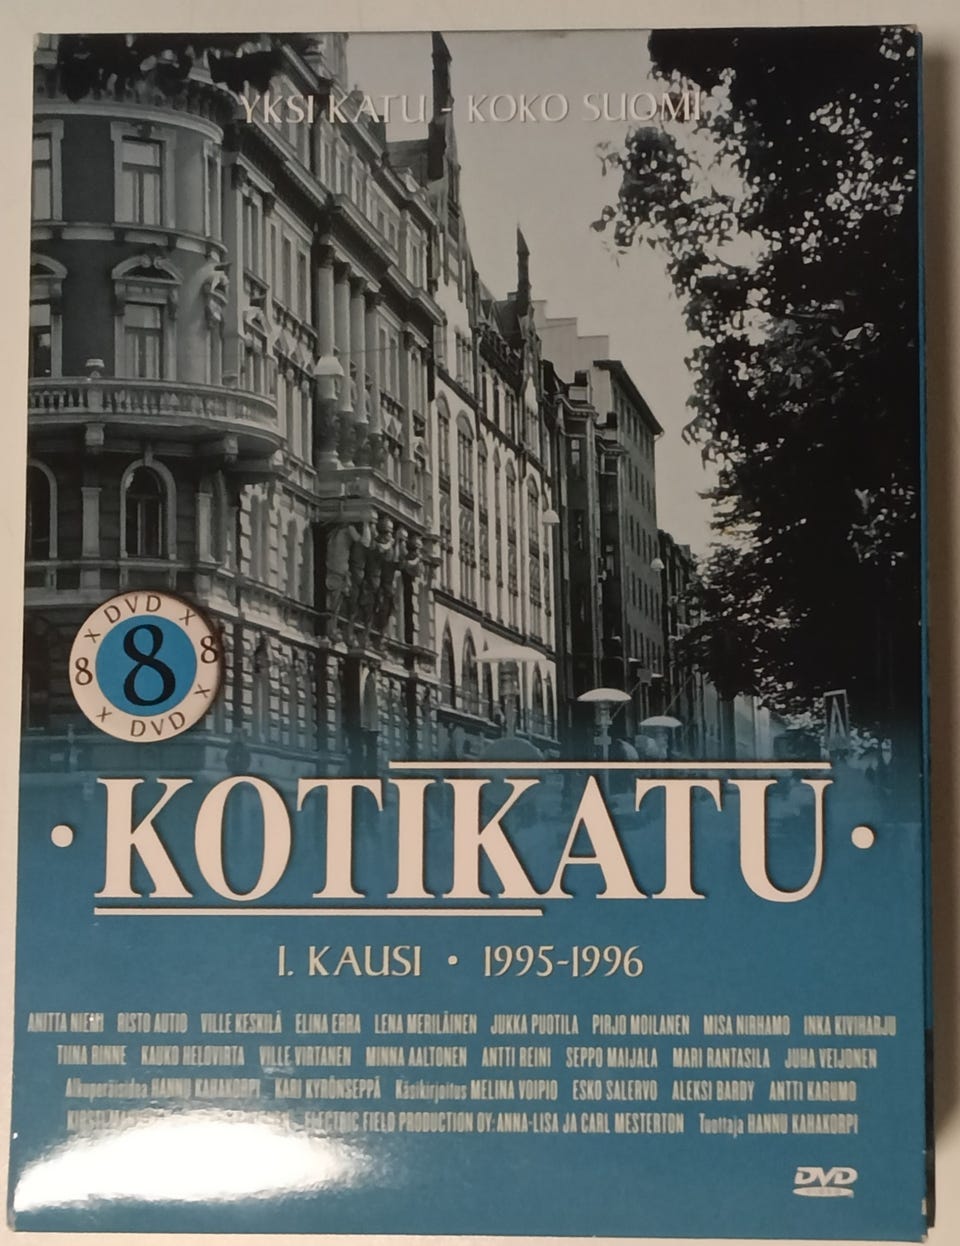 YKSI KATU - KOKO SUOMI
DVD x 8 x DVD x 8 x
8
· KOTIKATU ·
1. KAUSI · 1995-1996
ANITTA NIEMI RISTO AUTIO VILLE KESKILÄ ELINA ERRA LENA MERILÄINEN JUKKA PUOTILA PIRJO MOILANEN MISA NIRHAMO INKA KIVIHARJU
TIINA RINNE KAUKO HELOVIRTA VILLE VIRTANEN MINNA AALTONEN ANTTI REINI SEPPO MAIJALA MARI RANTASILA JUHA VEIJONEN
Alkuperäisidea HANNU KAHAKORPI KARI KYRÖNSEPPÄ Käsikirjoitus MELINA VOIPIO ESKO SALERVO ALEKSI BARDY ANTTI KARUMO
ELECTRIC FIELD PRODUCTION OY: ANNA-LISA JA CARL MESTERTON Tuottaja HANNU KAHAKORPI
DVD
VIDEO